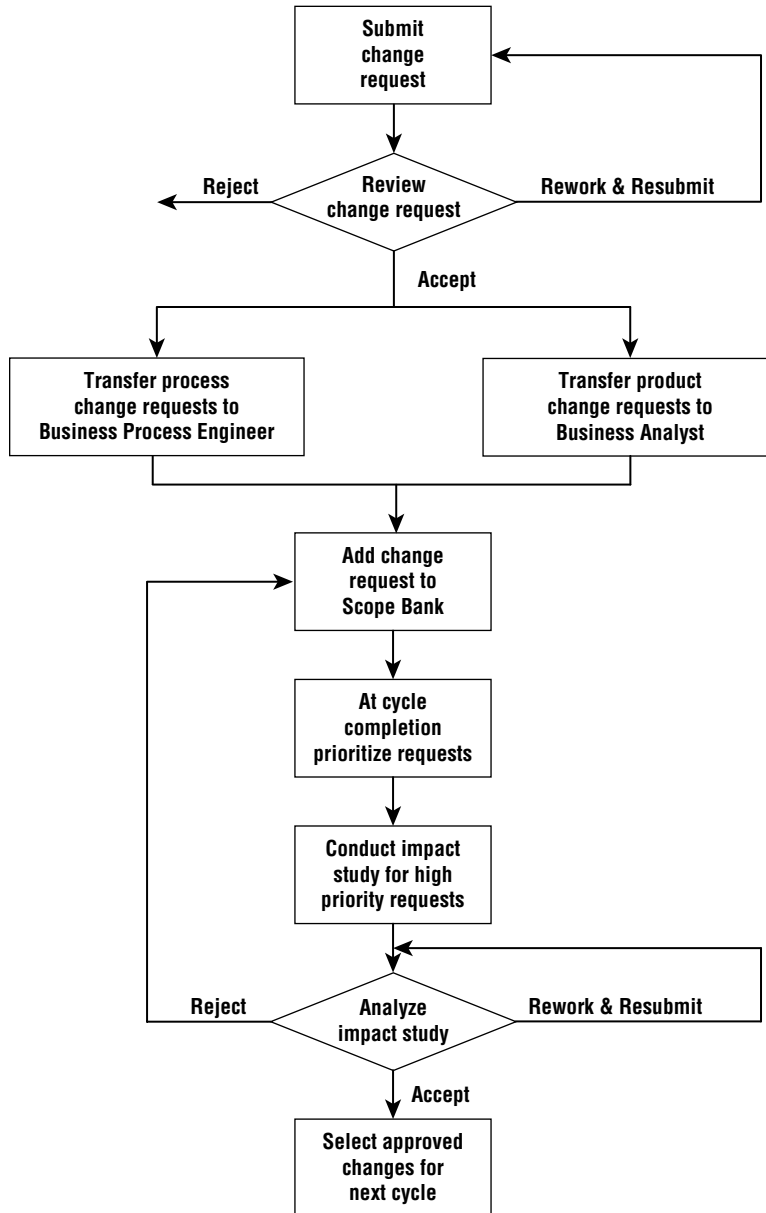 Submit
change
request
Reject
Review
change request
Rework & Resubmit
Accept
Transfer process
change requests to
Business Process Engineer
Transfer product
change requests to
Business Analyst
Add change
request to
Scope Bank
At cycle
completion
prioritize requests
Conduct impact
study for high
priority requests
Reject
Analyze
impact study
Rework & Resubmit
Accept
Select approved
changes for
next cycle